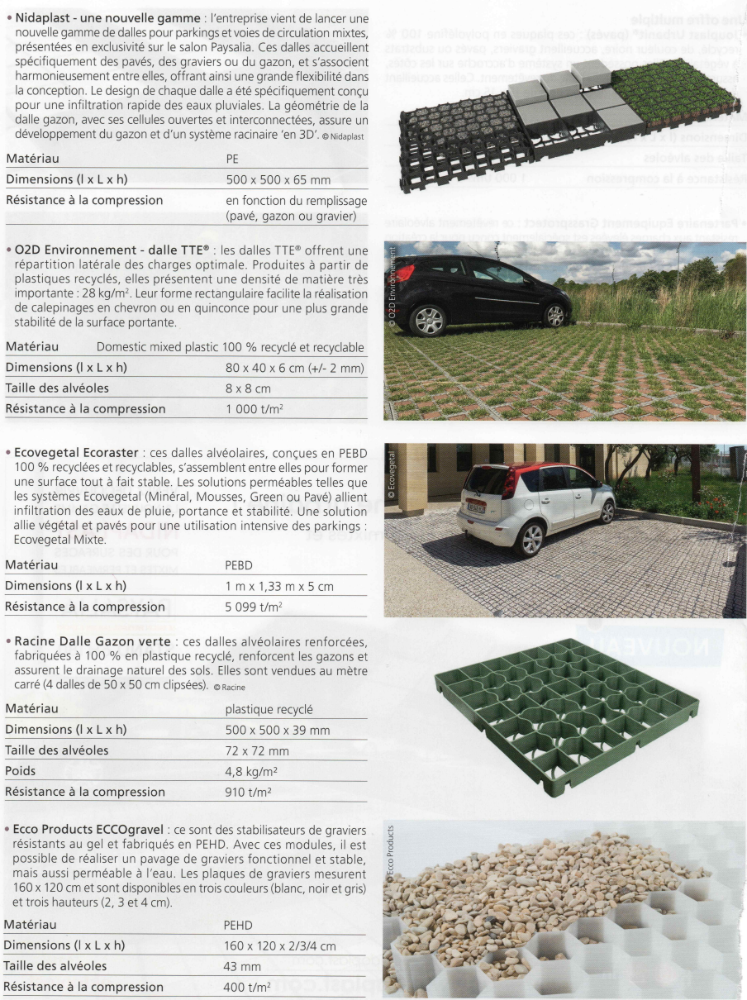 • Nidaplast - une nouvelle gamme : l'entreprise vient de lancer une
nouvelle gamme de dalles pour parkings et voies de circulation mixtes,
présentées en exclusivité sur le salon Paysalia. Ces dalles accueillent
spécifiquement des pavés, des graviers ou du gazon, et s'associent
harmonieusement entre elles, offrant ainsi une grande flexibilité dans
la conception. Le design de chaque dalle a été spécifiquement conçu
pour une infiltration rapide des eaux pluviales. La géométrie de la
dalle gazon, avec ses cellules ouvertes et interconnectées, assure un
développement du gazon et d'un système racinaire 'en 3D'. © Nidaplast
Matériau PE
Dimensions (l x L x h) 500 x 500 x 65 mm
Résistance à la compression en fonction du remplissage
(pavé, gazon ou gravier)
• O2D Environnement - dalle TTE® : les dalles TTE® offrent une
répartition latérale des charges optimale. Produites à partir de
plastiques recyclés, elles présentent une densité de matière très
importante : 28 kg/m². Leur forme rectangulaire facilite la réalisation
de calepinages en chevron ou en quinconce pour une plus grande
stabilité de la surface portante.
Matériau Domestic mixed plastic 100 % recyclé et recyclable
Dimensions (l x L x h) 80 x 40 x 6 cm (+/- 2 mm)
Taille des alvéoles 8 x 8 cm
Résistance à la compression 1 000 t/m²
© O2D Environnement
• Ecovegetal Ecoraster : ces dalles alvéolaires, conçues en PEBD
100 % recyclées et recyclables, s'assemblent entre elles pour former
une surface tout à fait stable. Les solutions perméables telles que
les systèmes Ecovegetal (Minéral, Mousses, Green ou Pavé) allient
infiltration des eaux de pluie, portance et stabilité. Une solution
allie végétal et pavés pour une utilisation intensive des parkings :
Ecovegetal Mixte.
Matériau PEBD
Dimensions (l x L x h) 1 m x 1,33 m x 5 cm
Résistance à la compression 5 099 t/m²
© Ecovegetal
• Racine Dalle Gazon verte : ces dalles alvéolaires renforcées,
fabriquées à 100 % en plastique recyclé, renforcent les gazons et
assurent le drainage naturel des sols. Elles sont vendues au mètre
carré (4 dalles de 50 x 50 cm clipsées). © Racine
Matériau plastique recyclé
Dimensions (l x L x h) 500 x 500 x 39 mm
Taille des alvéoles 72 x 72 mm
Poids 4,8 kg/m²
Résistance à la compression 910 t/m²
• Ecco Products ECCOgravel : ce sont des stabilisateurs de graviers
résistants au gel et fabriqués en PEHD. Avec ces modules, il est
possible de réaliser un pavage de graviers fonctionnel et stable,
mais aussi perméable à l'eau. Les plaques de graviers mesurent
160 x 120 cm et sont disponibles en trois couleurs (blanc, noir et gris)
et trois hauteurs (2, 3 et 4 cm).
Matériau PEHD
Dimensions (l x L x h) 160 x 120 x 2/3/4 cm
Taille des alvéoles 43 mm
Résistance à la compression 400 t/m²
© Ecco Products